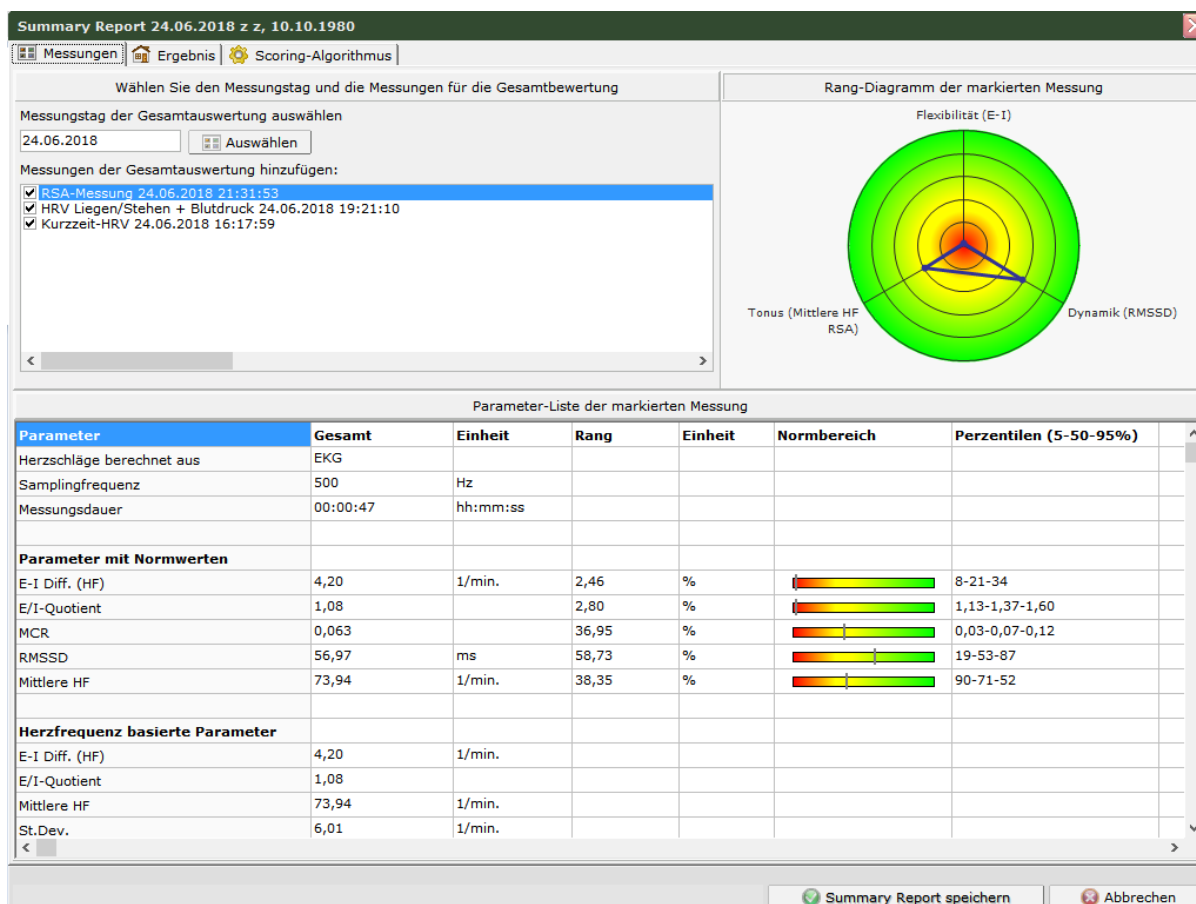 Summary Report 24.06.2018 z z, 10.10.1980
Messungen Ergebnis Scoring-Algorithmus
Wählen Sie den Messungstag und die Messungen für die Gesamtbewertung
Messungstag der Gesamtauswertung auswählen
24.06.2018 Auswählen
Messungen der Gesamtauswertung hinzufügen:
RSA-Messung 24.06.2018 21:31:53
HRV Liegen/Stehen + Blutdruck 24.06.2018 19:21:10
Kurzzeit-HRV 24.06.2018 16:17:59
Rang-Diagramm der markierten Messung
Flexibilität (E-I)
Tonus (Mittlere HF
RSA)
Dynamik (RMSSD)
Parameter-Liste der markierten Messung
Parameter Gesamt Einheit Rang Einheit Normbereich Perzentilen (5-50-95%)
Herzschläge berechnet aus EKG
Samplingfrequenz 500 Hz
Messungsdauer 00:00:47 hh:mm:ss
Parameter mit Normwerten
E-I Diff. (HF) 4,20 1/min. 2,46 % 8-21-34
E/I-Quotient 1,08 2,80 % 1,13-1,37-1,60
MCR 0,063 36,95 % 0,03-0,07-0,12
RMSSD 56,97 ms 58,73 % 19-53-87
Mittlere HF 73,94 1/min. 38,35 % 90-71-52
Herzfrequenz basierte Parameter
E-I Diff. (HF) 4,20 1/min.
E/I-Quotient 1,08
Mittlere HF 73,94 1/min.
St.Dev. 6,01 1/min.
Summary Report speichern Abbrechen